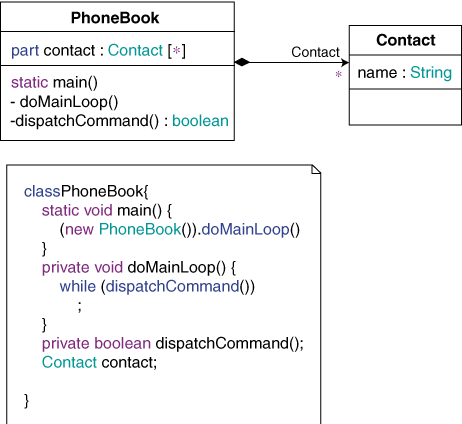 PhoneBook
part contact : Contact [*]
static main()
- doMainLoop()
-dispatchCommand() : boolean
Contact
*
Contact
name : String
classPhoneBook{
static void main() {
(new PhoneBook()).doMainLoop()
}
private void doMainLoop() {
while (dispatchCommand())
;
}
private boolean dispatchCommand();
Contact contact;
}